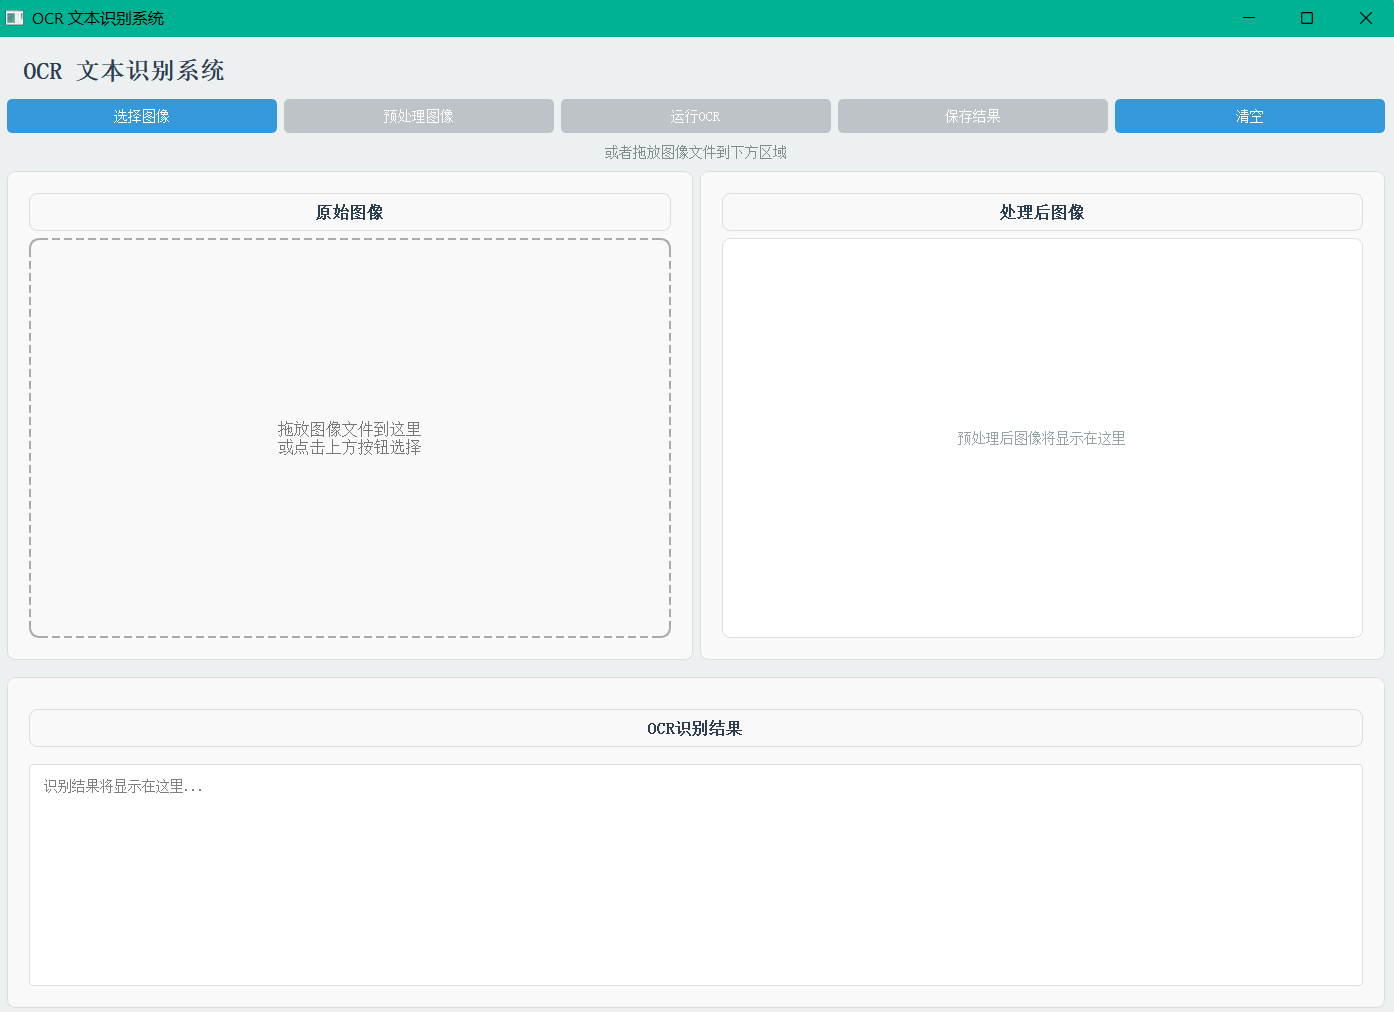 OCR 文本识别系统
OCR 文本识别系统
选择图像
预处理图像
运行OCR
保存结果
清空
或者拖放图像文件到下方区域
原始图像
处理后图像
拖放图像文件到这里
或点击上方按钮选择
预处理后图像将显示在这里
OCR识别结果
识别结果将显示在这里...